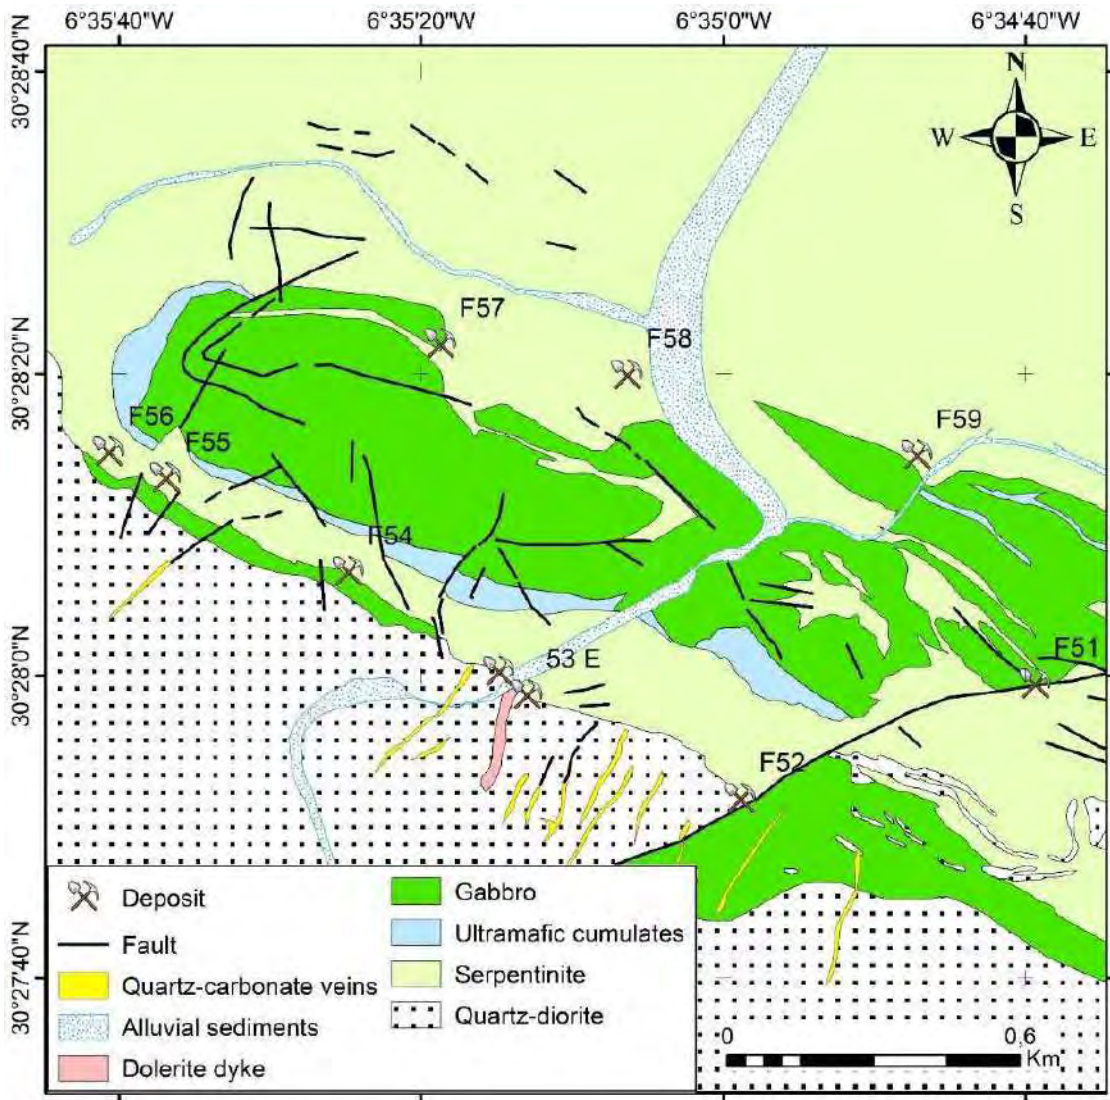 6°35'40"W
6°35'20"W
6°35'0"W
6°34'40"W
30°28'40"N
30°28'20"N
30°28'0"N
30°27'40"N
N
W
E
S
F57
F58
F59
F56
F55
F54
53 E
F51
F52
Deposit
Fault
Quartz-carbonate veins
Alluvial sediments
Dolerite dyke
Gabbro
Ultramafic cumulates
Serpentinite
Quartz-diorite
0
0,6
Km